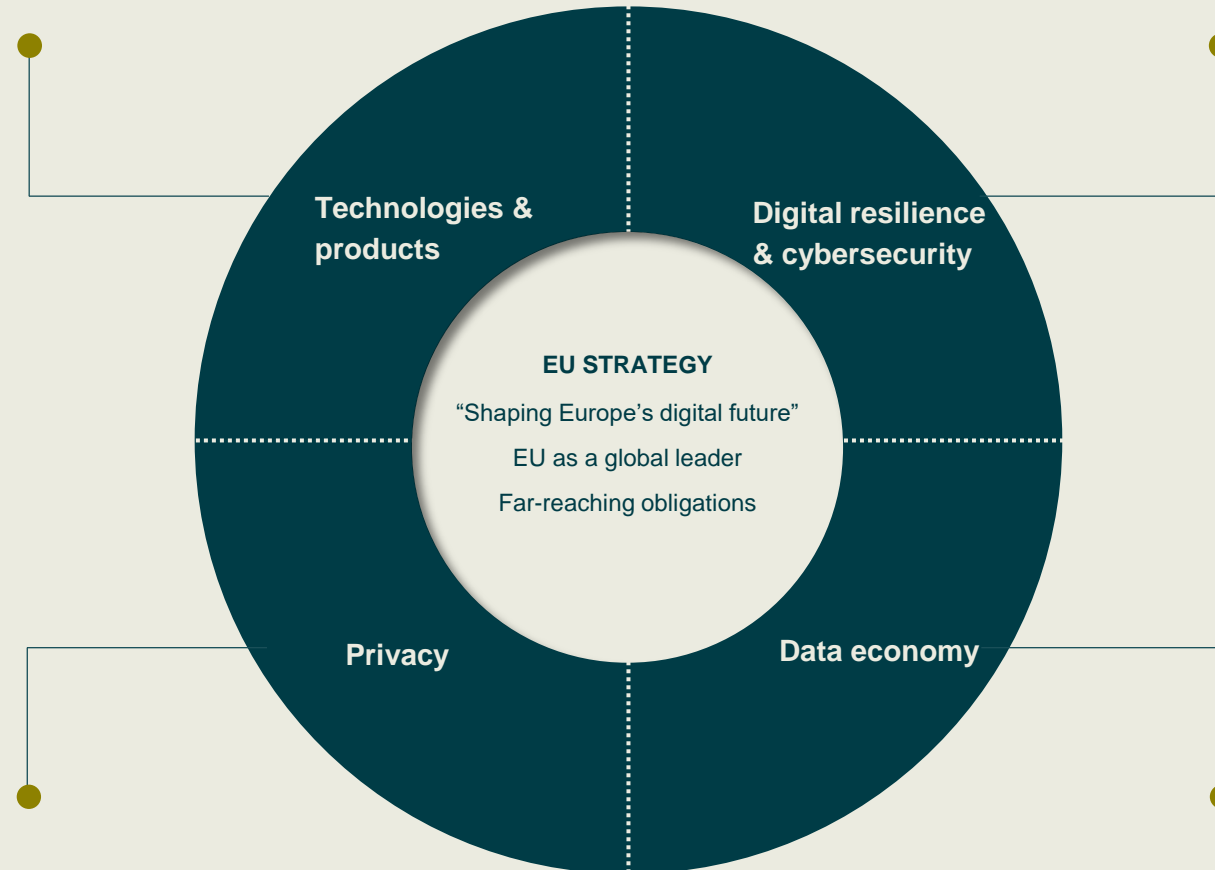 Technologies &
products
Digital resilience
& cybersecurity
EU STRATEGY
“Shaping Europe’s digital future”
EU as a global leader
Far-reaching obligations
Privacy
Data economy